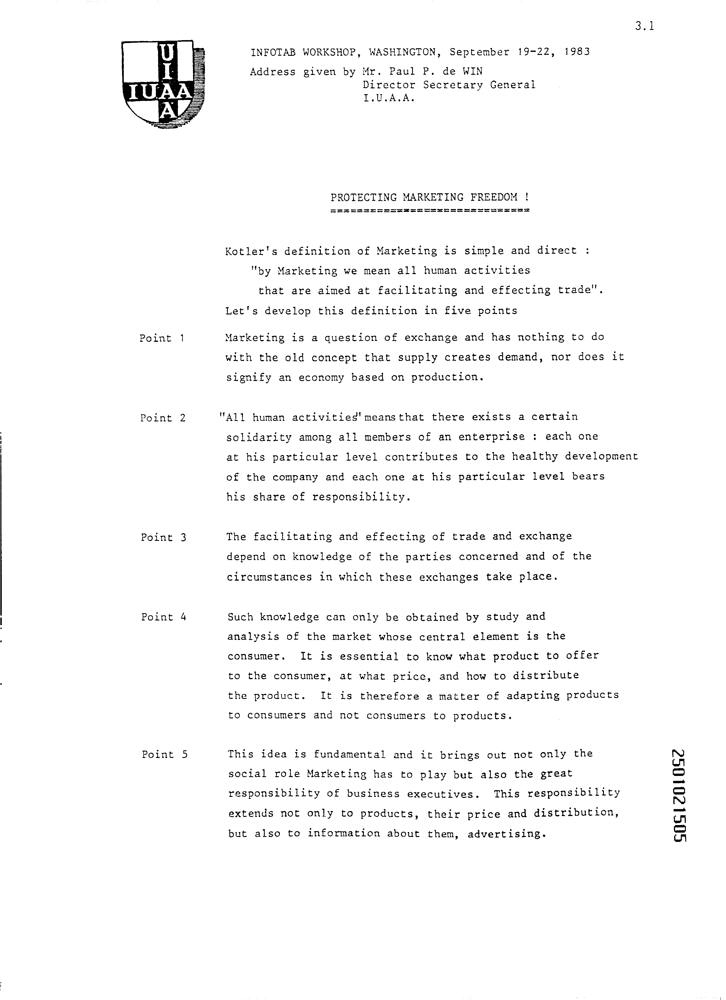 3.1
UIAA
IUAA
INFOTAB WORKSHOP, WASHINGTON, September 19-22, 1983
Address given by Mr. Paul P. de WIN
Director Secretary General
I.U.A.A.
PROTECTING MARKETING FREEDOM !
==============================
Kotler's definition of Marketing is simple and direct :
"by Marketing we mean all human activities
that are aimed at facilitating and effecting trade".
Let's develop this definition in five points
Point 1 Marketing is a question of exchange and has nothing to do
with the old concept that supply creates demand, nor does it
signify an economy based on production.
Point 2 "All human activities" means that there exists a certain
solidarity among all members of an enterprise : each one
at his particular level contributes to the healthy development
of the company and each one at his particular level bears
his share of responsibility.
Point 3 The facilitating and effecting of trade and exchange
depend on knowledge of the parties concerned and of the
circumstances in which these exchanges take place.
Point 4 Such knowledge can only be obtained by study and
analysis of the market whose central element is the
consumer. It is essential to know what product to offer
to the consumer, at what price, and how to distribute
the product. It is therefore a matter of adapting products
to consumers and not consumers to products.
Point 5 This idea is fundamental and it brings out not only the
social role Marketing has to play but also the great
responsibility of business executives. This responsibility
extends not only to products, their price and distribution,
but also to information about them, advertising.
2501021505